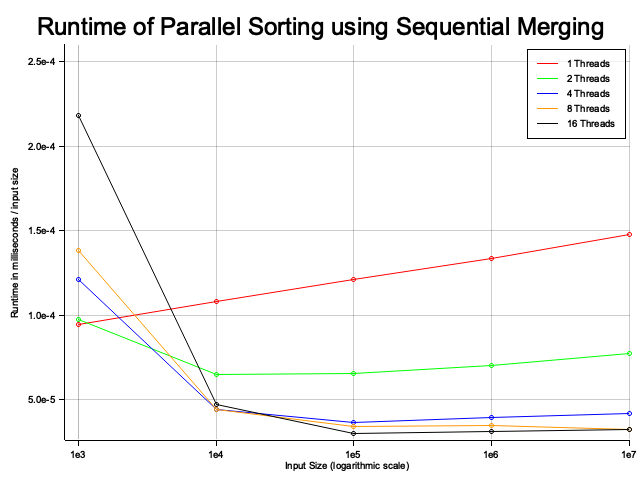 Runtime of Parallel Sorting using Sequential Merging
2.5e-4
2.0e-4
1.5e-4
1.0e-4
5.0e-5
Runtime in milliseconds / input size
1 Threads
2 Threads
4 Threads
8 Threads
16 Threads
1e3
1e4
1e5
1e6
1e7
Input Size (logarithmic scale)